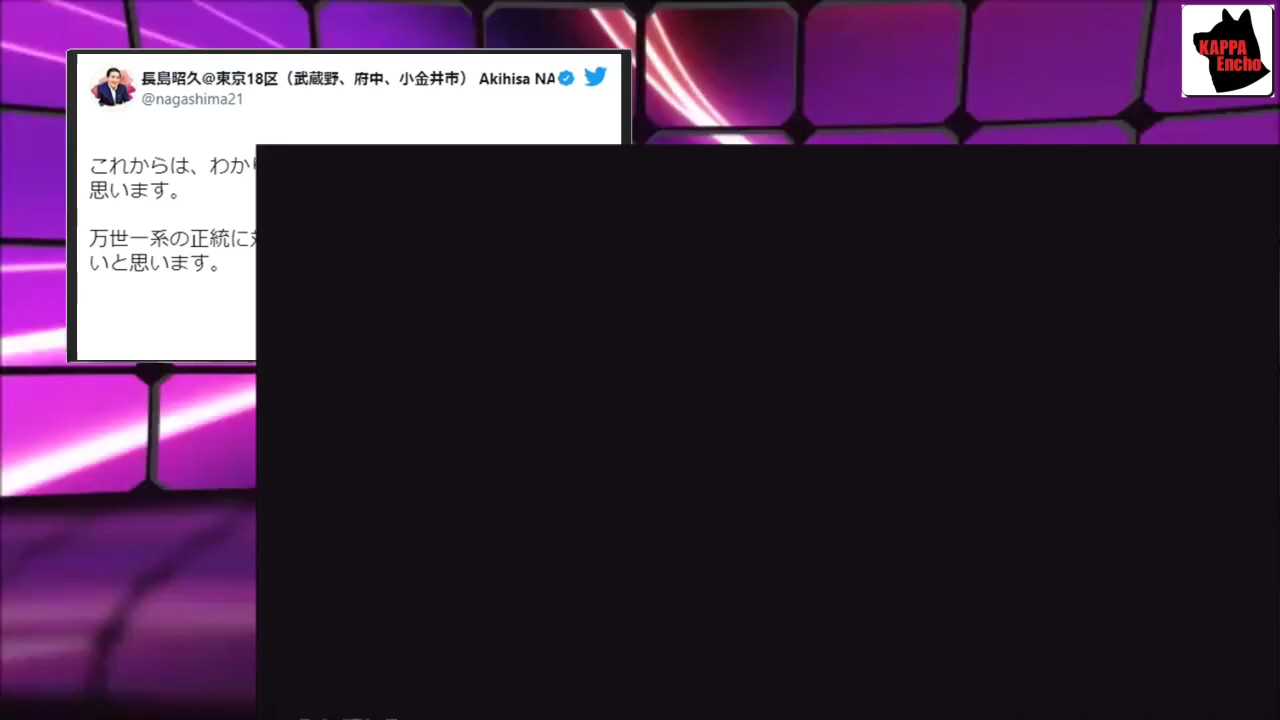 長島昭久@東京18区（武蔵野、府中、小金井市） Akihisa NA
@nagashima21
これからは、わか
思います。
万世一系の正統に
いと思います。
KAPPA
Encho